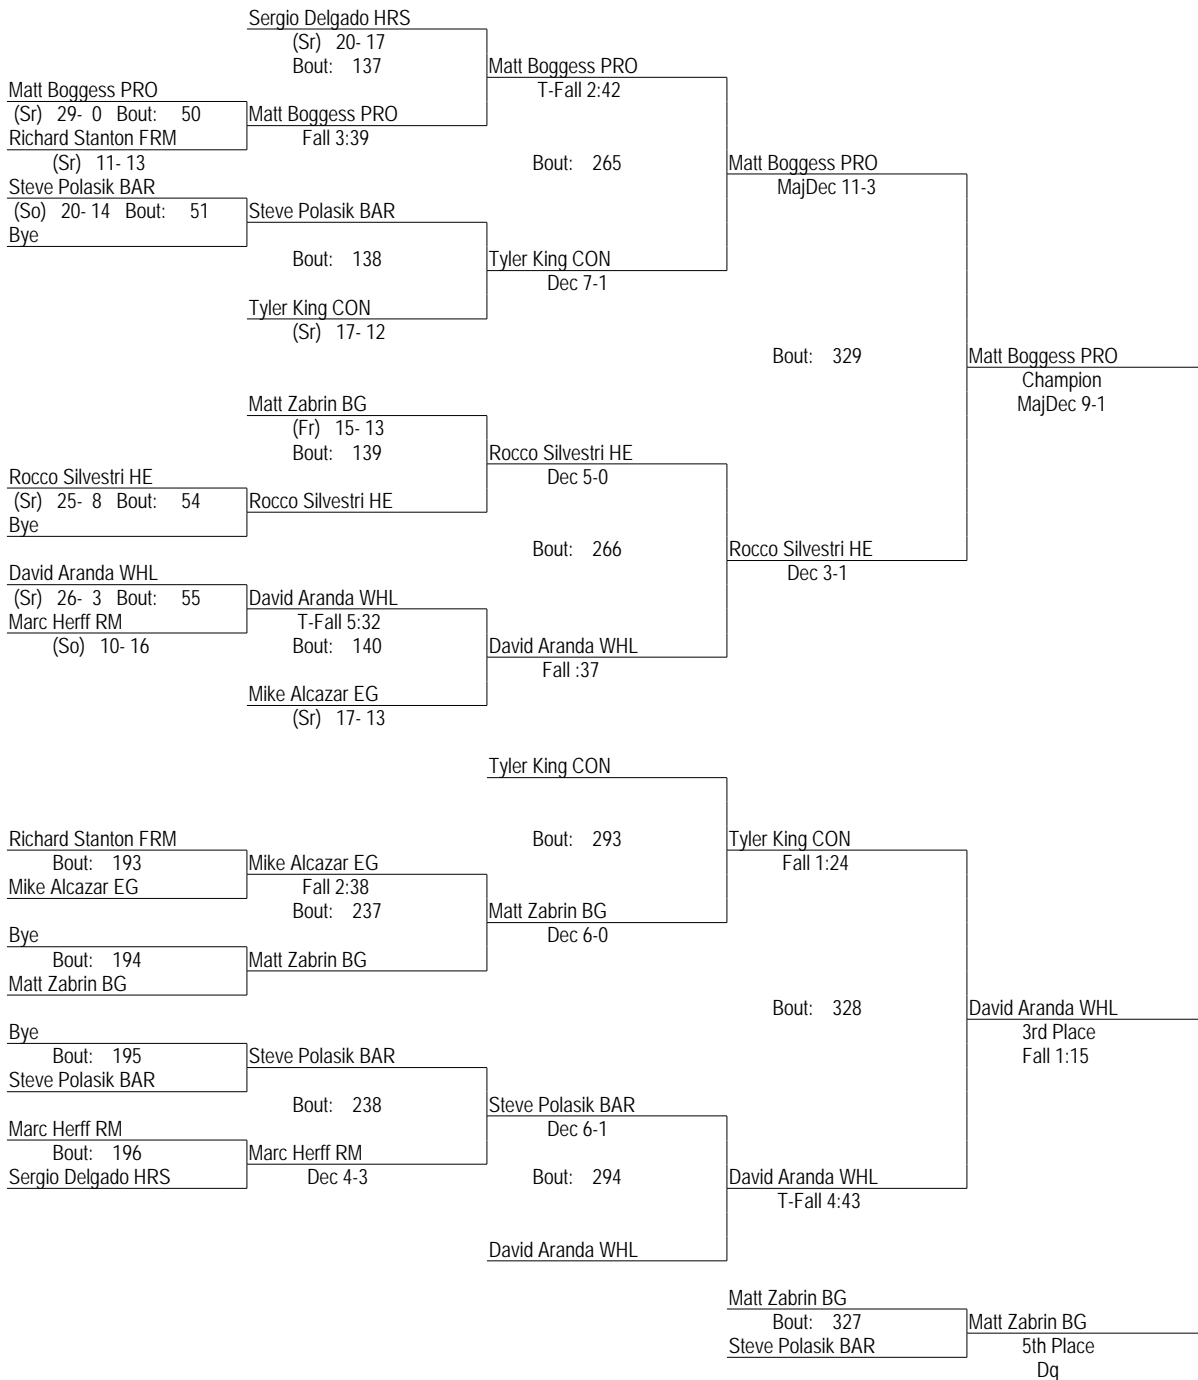 Sergio Delgado HRS
(Sr) 20- 17
Bout: 137
Matt Boggess PRO
T-Fall 2:42
Matt Boggess PRO
(Sr) 29- 0 Bout: 50
Matt Boggess PRO
Richard Stanton FRM
Fall 3:39
(Sr) 11- 13
Bout: 265
Matt Boggess PRO
MajDec 11-3
Steve Polasik BAR
(So) 20- 14 Bout: 51
Steve Polasik BAR
Bye
Bout: 138
Tyler King CON
Dec 7-1
Tyler King CON
(Sr) 17- 12
Bout: 329
Matt Boggess PRO
Champion
MajDec 9-1
Matt Zabrin BG
(Fr) 15- 13
Bout: 139
Rocco Silvestri HE
Dec 5-0
Rocco Silvestri HE
(Sr) 25- 8 Bout: 54
Rocco Silvestri HE
Bye
Bout: 266
Rocco Silvestri HE
Dec 3-1
David Aranda WHL
(Sr) 26- 3 Bout: 55
David Aranda WHL
Marc Herff RM
T-Fall 5:32
(So) 10- 16
Bout: 140
David Aranda WHL
Fall :37
Mike Alcazar EG
(Sr) 17- 13
Tyler King CON
Richard Stanton FRM
Bout: 293
Tyler King CON
Bout: 193
Mike Alcazar EG
Fall 1:24
Mike Alcazar EG
Fall 2:38
Bout: 237
Matt Zabrin BG
Dec 6-0
Bye
Bout: 194
Matt Zabrin BG
Matt Zabrin BG
Bout: 328
David Aranda WHL
3rd Place
Fall 1:15
Bye
Bout: 195
Steve Polasik BAR
Steve Polasik BAR
Bout: 238
Steve Polasik BAR
Dec 6-1
Marc Herff RM
Bout: 196
Marc Herff RM
Sergio Delgado HRS
Dec 4-3
Bout: 294
David Aranda WHL
T-Fall 4:43
David Aranda WHL
Matt Zabrin BG
Bout: 327
Matt Zabrin BG
Steve Polasik BAR
5th Place
Dq